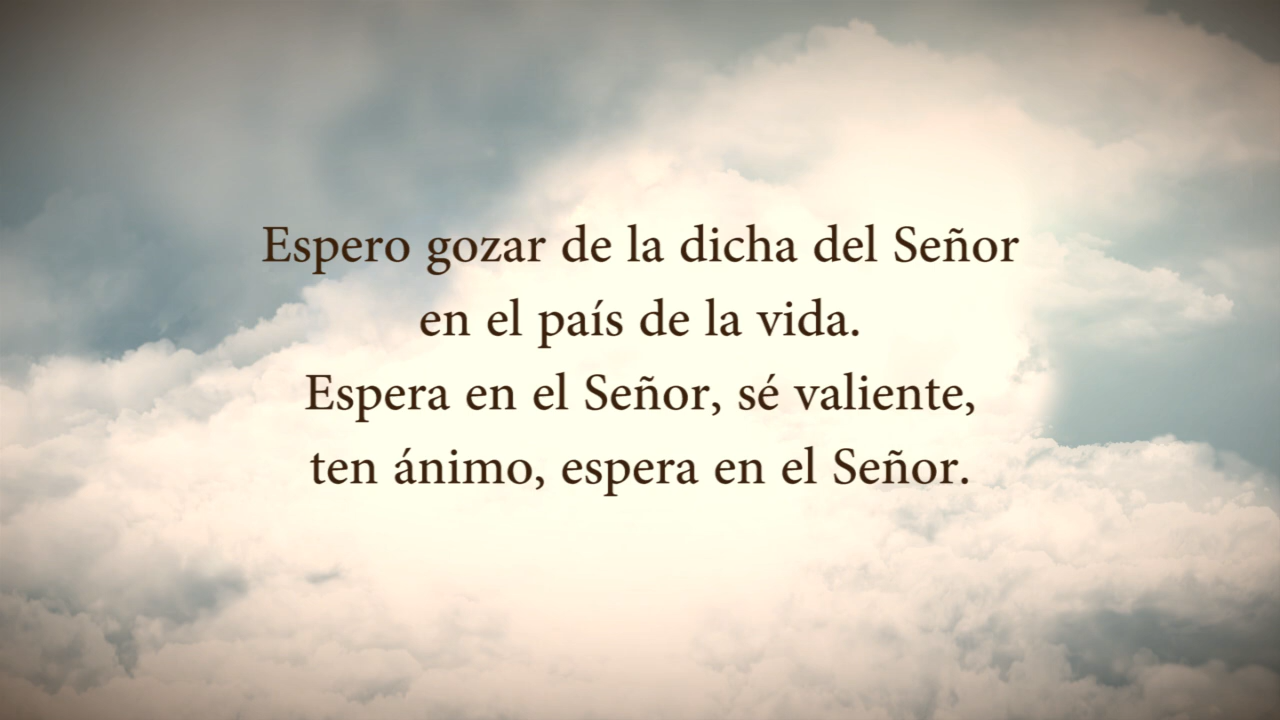 Espero gozar de la dicha del Señor
en el país de la vida.
Espera en el Señor, sé valiente,
ten ánimo, espera en el Señor.